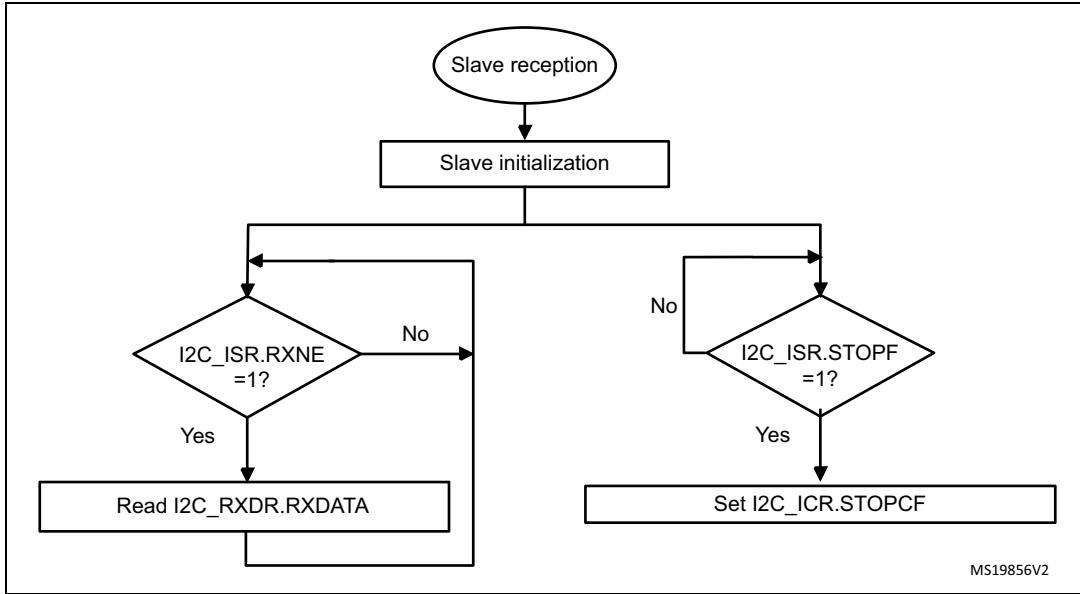 Slave reception
Slave initialization
No
I2C_ISR.RXNE
=1?
Yes
Read I2C_RXDR.RXDATA
No
I2C_ISR.STOPF
=1?
Yes
Set I2C_ICR.STOPCF
MS19856V2